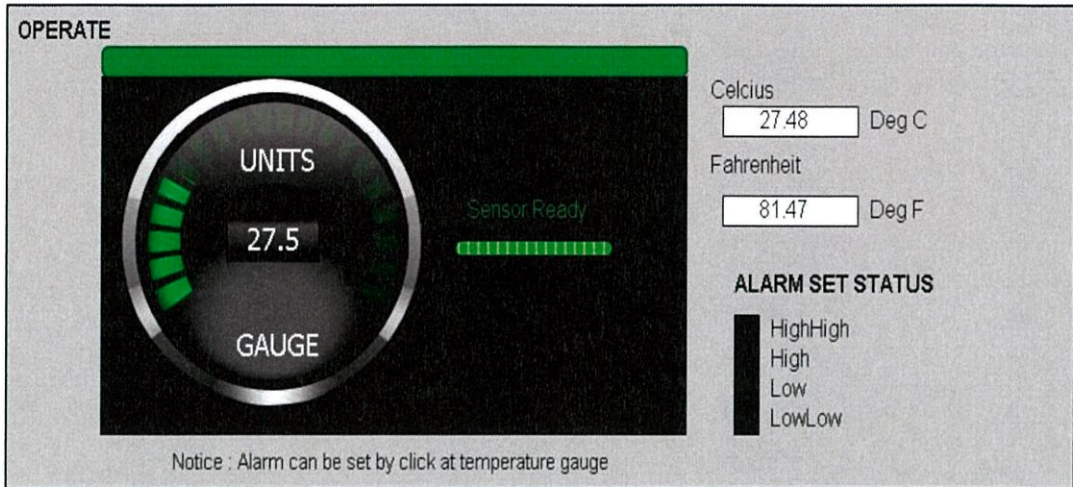 OPERATE
UNITS
27.5
GAUGE
Sensor Ready
Celcius
27.48 Deg C
Fahrenheit
81.47 Deg F
ALARM SET STATUS
HighHigh
High
Low
LowLow
Notice : Alarm can be set by click at temperature gauge